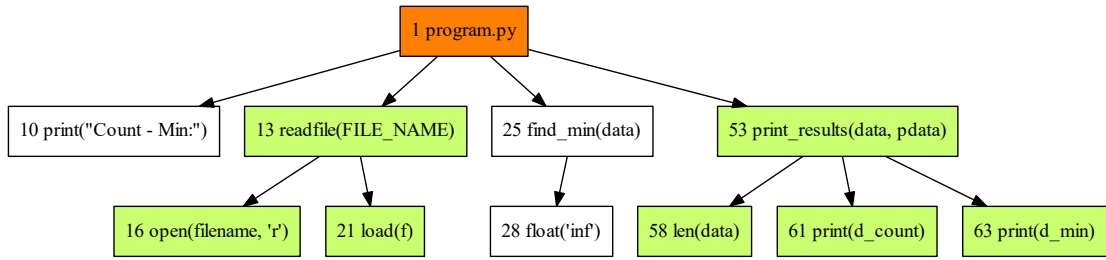 1 program.py
10 print("Count - Min:")
13 readfile(FILE_NAME)
25 find_min(data)
53 print_results(data, pdata)
16 open(filename, 'r')
21 load(f)
28 float('inf')
58 len(data)
61 print(d_count)
63 print(d_min)